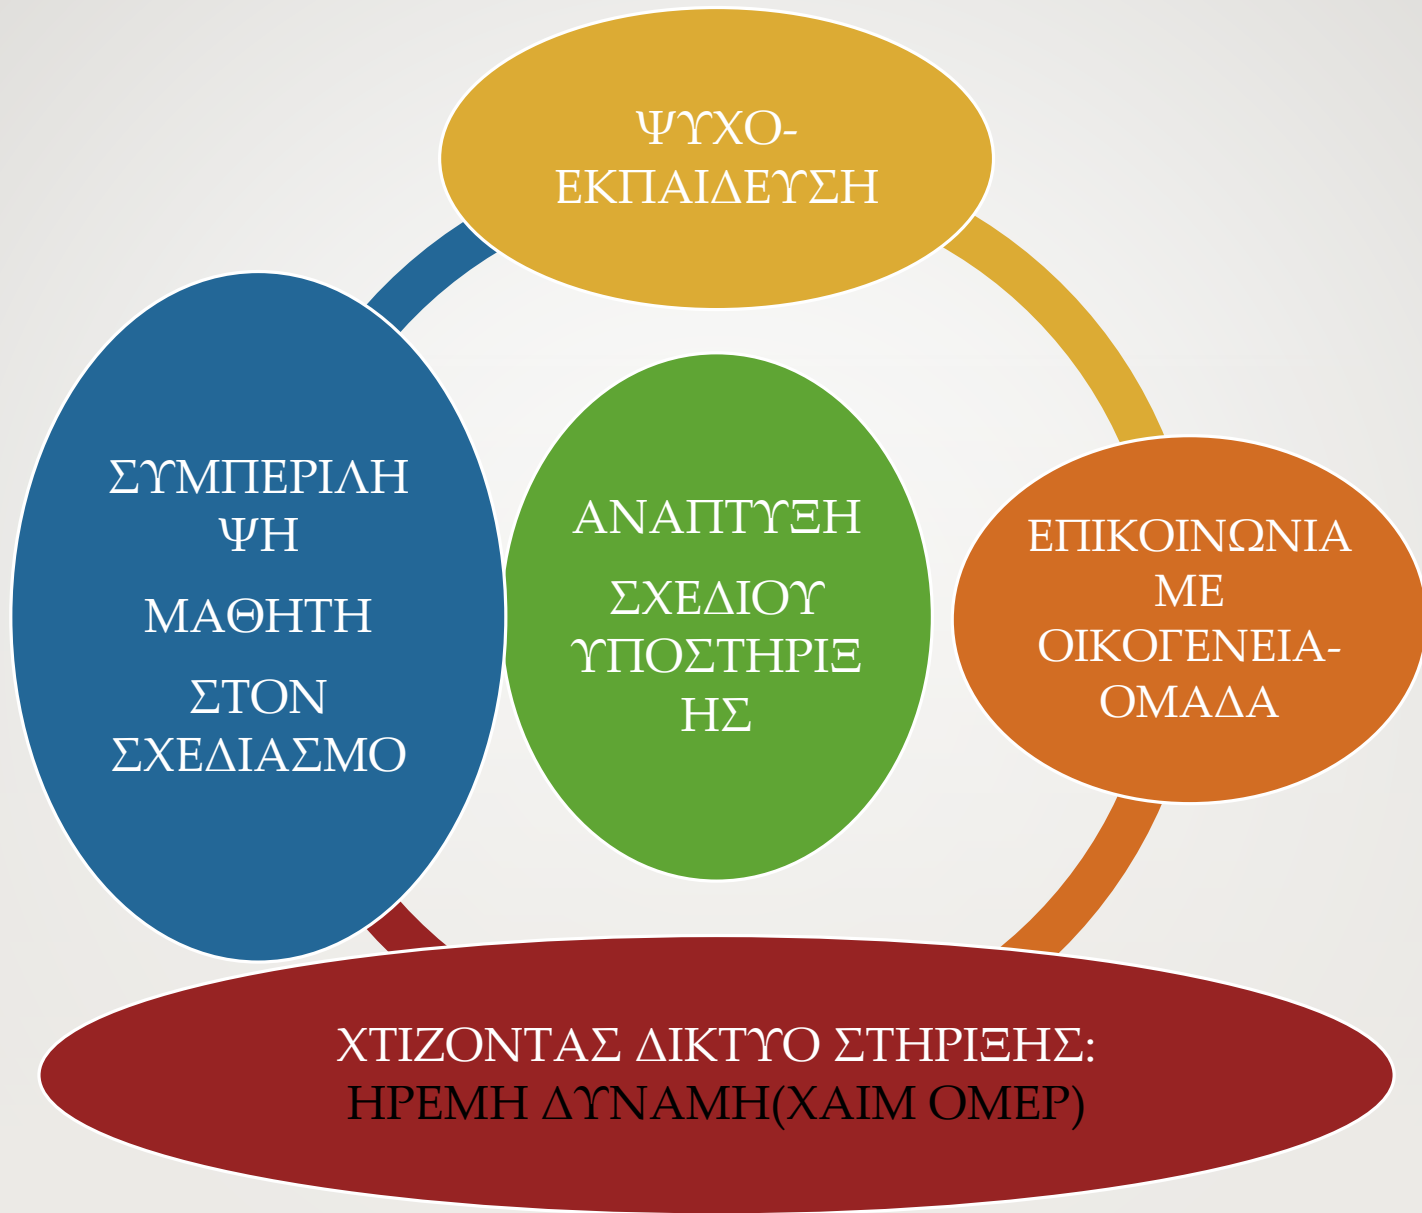 ΨΥΧΟ-
ΕΚΠΑΙΔΕΥΣΗ
ΣΥΜΠΕΡΙΛΗ
ΨΗ
ΜΑΘΗΤΗ
ΣΤΟΝ
ΣΧΕΔΙΑΣΜΟ
ΑΝΑΠΤΥΞΗ
ΣΧΕΔΙΟΥ
ΥΠΟΣΤΗΡΙΞ
ΗΣ
ΕΠΙΚΟΙΝΩΝΙΑ
ΜΕ
ΟΙΚΟΓΕΝΕΙΑ-
ΟΜΑΔΑ
ΧΤΙΖΟΝΤΑΣ ΔΙΚΤΥΟ ΣΤΗΡΙΞΗΣ:
ΗΡΕΜΗ ΔΥΝΑΜΗ(ΧΑΙΜ ΟΜΕΡ)